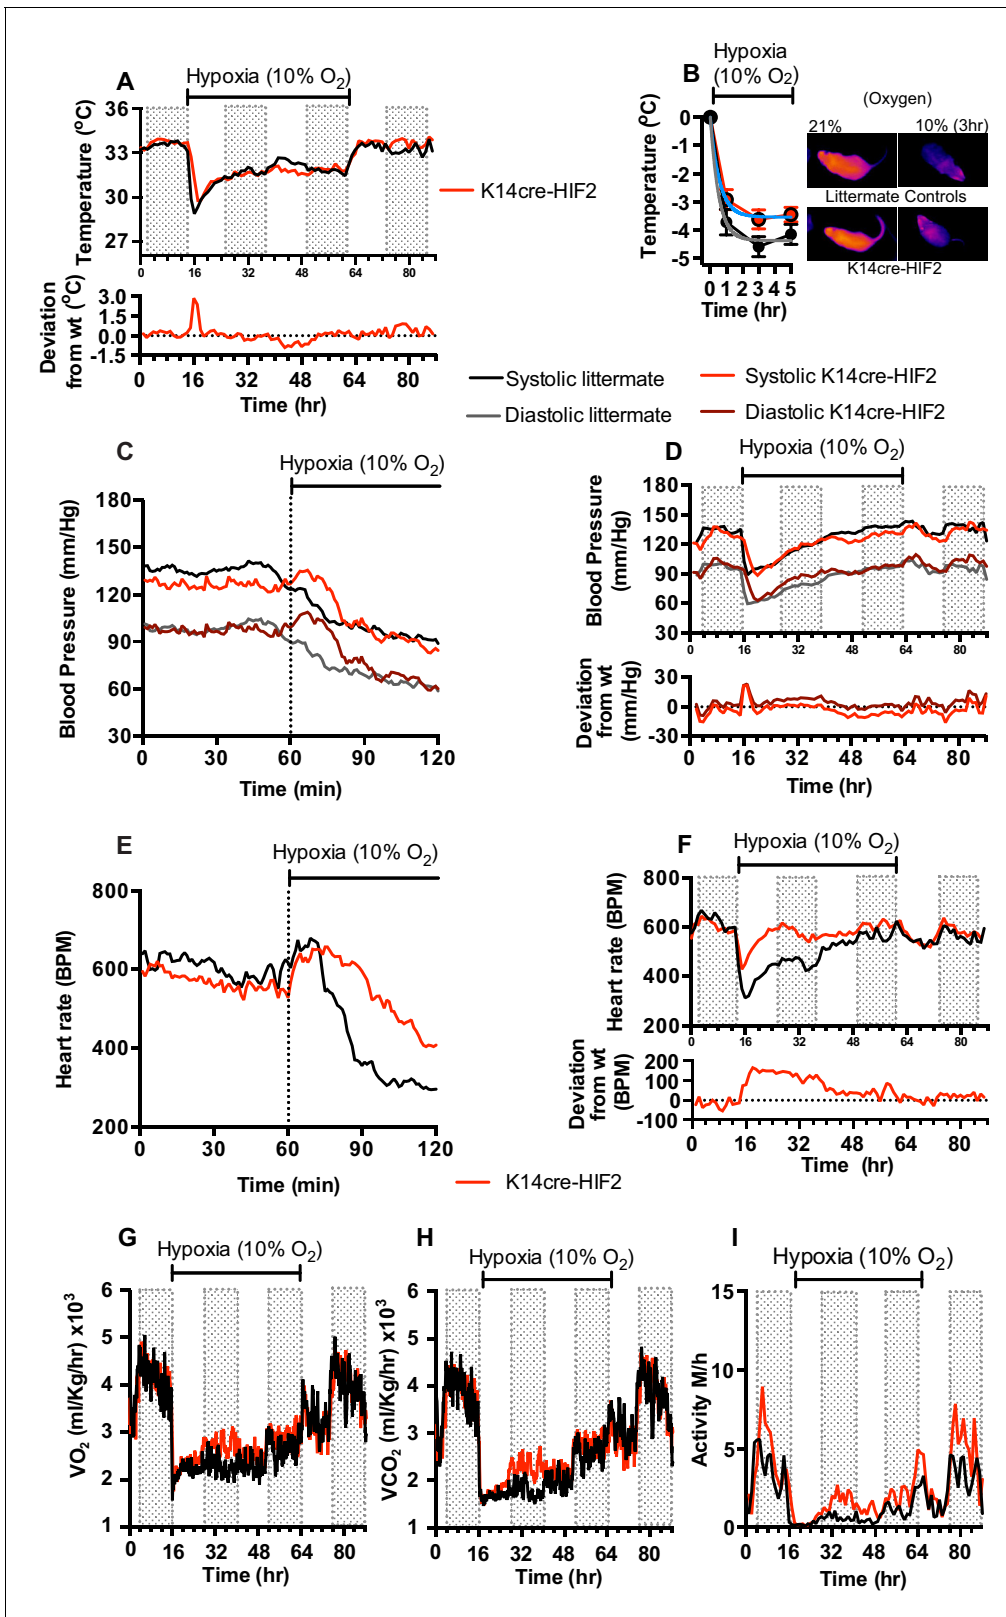 A
Hypoxia (10% O2)
Temperature (oC)
36
33
30
27
0 16 32 48 64 80
K14cre-HIF2
Deviation from wt (oC)
3.0
1.5
0.0
-1.5
0 16 32 48 64 80
Time (hr)
B
Hypoxia
(10% O2)
Temperature (oC)
0
-1
-2
-3
-4
-5
0 1 2 3 4 5
Time (hr)
(Oxygen)
21% 10% (3hr)
Littermate Controls
K14cre-HIF2
Systolic littermate
Systolic K14cre-HIF2
Diastolic littermate
Diastolic K14cre-HIF2
C
Hypoxia (10% O2)
Blood Pressure (mm/Hg)
180
150
120
90
60
30
0 30 60 90 120
Time (min)
D
Hypoxia (10% O2)
Blood Pressure
(mm/Hg)
180
150
120
90
60
30
0 16 32 48 64 80
Deviation
from wt
(mm/Hg)
30
0
-30
0 16 32 48 64 80
Time (hr)
E
Hypoxia (10% O2)
Heart rate (BPM)
800
600
400
200
0 30 60 90 120
Time (min)
F
Hypoxia (10% O2)
Heart rate (BPM)
800
600
400
200
0 16 32 48 64 80
Deviation
from wt
(BPM)
200
100
0
-100
0 16 32 48 64 80
Time (hr)
K14cre-HIF2
G
Hypoxia (10% O2)
VO2 (ml/Kg/hr) x103
6
5
4
3
2
1
0 16 32 48 64 80
Time (hr)
H
Hypoxia (10% O2)
VCO2 (ml/Kg/hr) x103
6
5
4
3
2
1
0 16 32 48 64 80
Time (hr)
I
Hypoxia (10% O2)
Activity M/h
15
10
5
0
0 16 32 48 64 80
Time (hr)